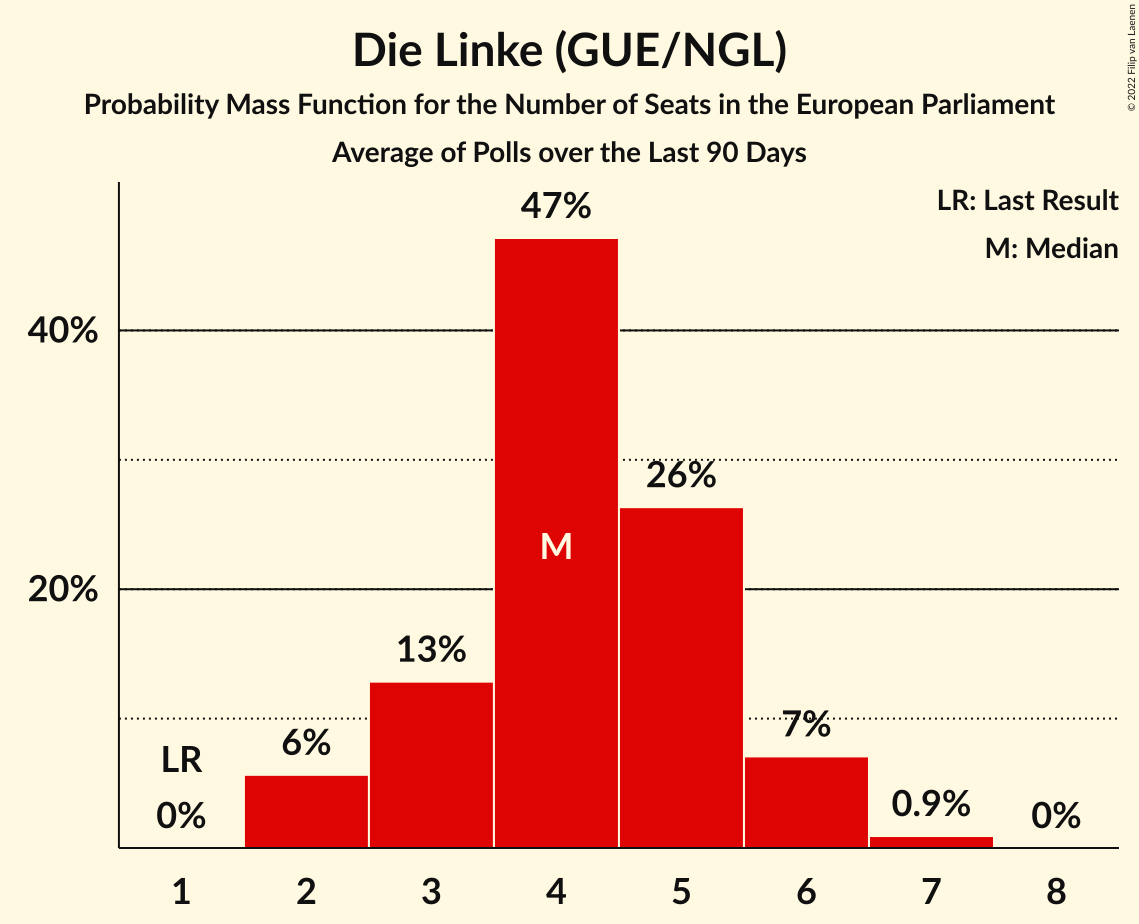 Die Linke (GUE/NGL)
Probability Mass Function for the Number of Seats in the European Parliament
Average of Polls over the Last 90 Days
© 2022 Filip van Laenen
LR: Last Result
M: Median
47%
40%
26%
M
20%
13%
7%
6%
LR
0.9%
0%
0%
1 2 3 4 5 6 7 8